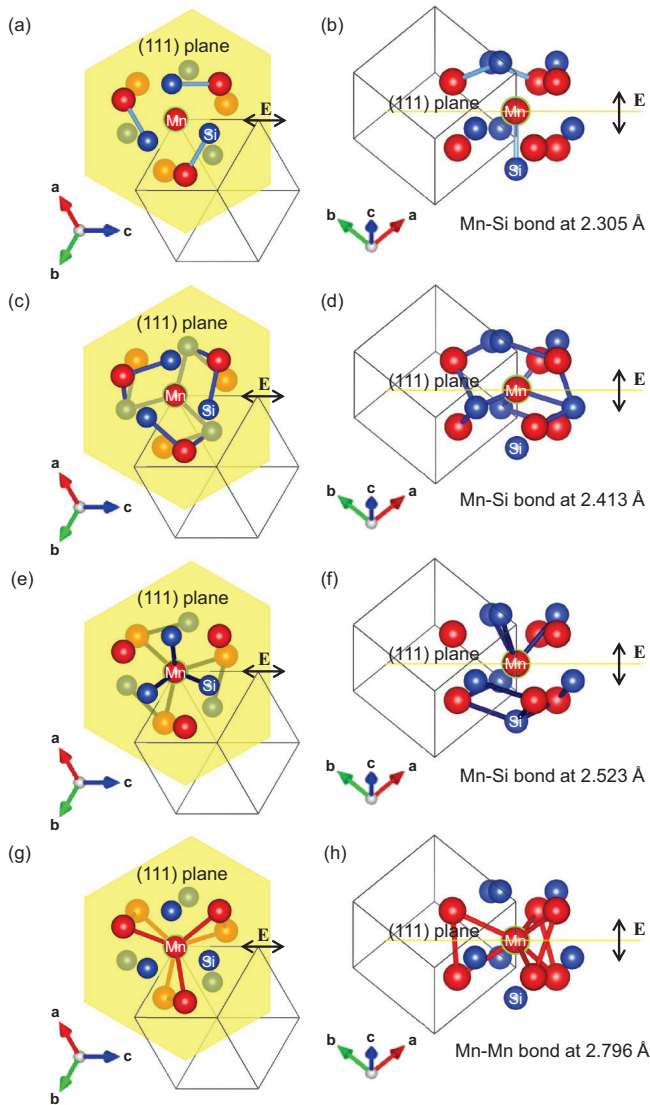 (a)
(111) plane
Mn
Si
E
a
b
c
(b)
(111) plane
Mn
Si
E
b
c
a
Mn-Si bond at 2.305 Å
(c)
(111) plane
Mn
Si
E
a
b
c
(d)
(111) plane
Mn
Si
E
b
c
a
Mn-Si bond at 2.413 Å
(e)
(111) plane
Mn
Si
E
a
b
c
(f)
(111) plane
Mn
Si
E
b
c
a
Mn-Si bond at 2.523 Å
(g)
(111) plane
Mn
Si
E
a
b
c
(h)
(111) plane
Mn
Si
E
b
c
a
Mn-Mn bond at 2.796 Å